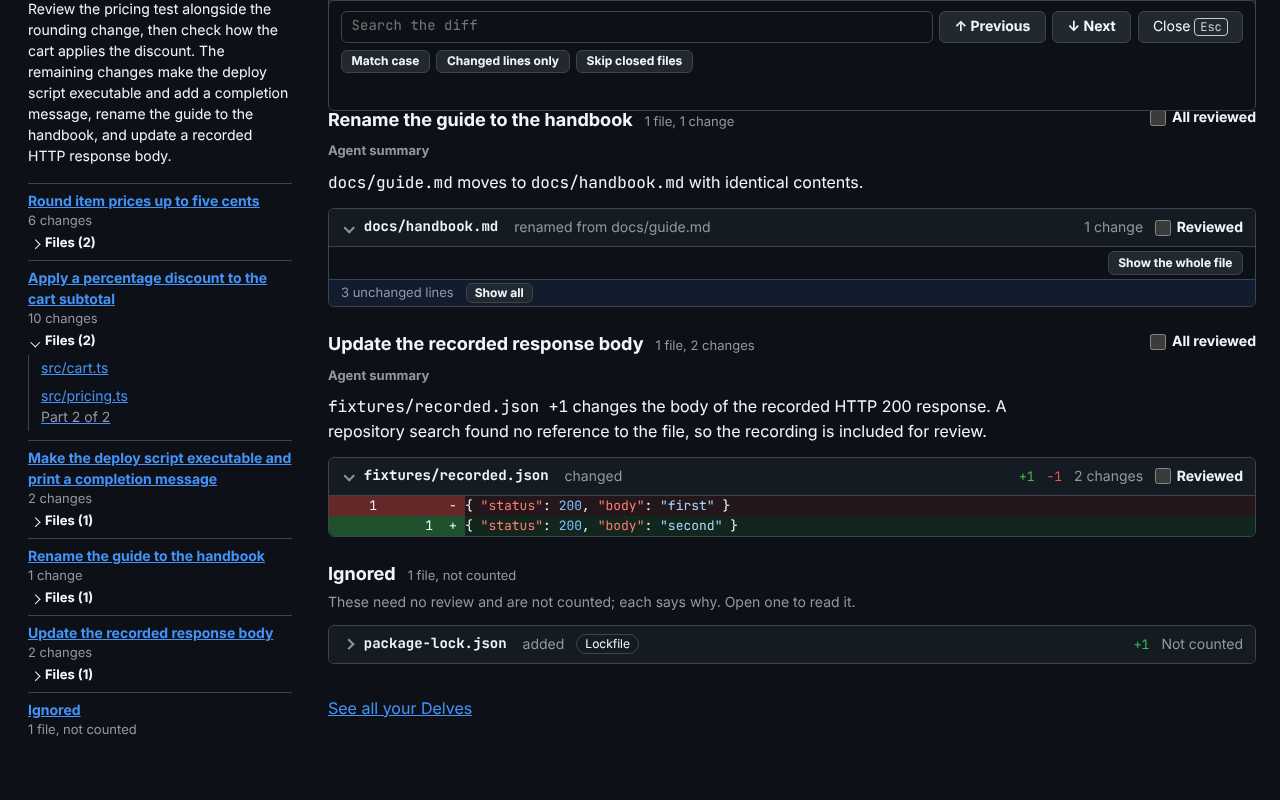 Review the pricing test alongside the
rounding change, then check how the
cart applies the discount. The
remaining changes make the deploy
script executable and add a completion
message, rename the guide to the
handbook, and update a recorded
HTTP response body.
Round item prices up to five cents
6 changes
Files (2)
Apply a percentage discount to the
cart subtotal
10 changes
Files (2)
src/cart.ts
src/pricing.ts
Part 2 of 2
Make the deploy script executable and
print a completion message
2 changes
Files (1)
Rename the guide to the handbook
1 change
Files (1)
Update the recorded response body
2 changes
Files (1)
Ignored
1 file, not counted
Search the diff
↑ Previous
↓ Next
Close Esc
Match case
Changed lines only
Skip closed files
Rename the guide to the handbook 1 file, 1 change
All reviewed
Agent summary
docs/guide.md moves to docs/handbook.md with identical contents.
docs/handbook.md renamed from docs/guide.md 1 change Reviewed
Show the whole file
3 unchanged lines Show all
Update the recorded response body 1 file, 2 changes
All reviewed
Agent summary
fixtures/recorded.json +1 changes the body of the recorded HTTP 200 response. A
repository search found no reference to the file, so the recording is included for review.
fixtures/recorded.json changed +1 -1 2 changes Reviewed
1 - { "status": 200, "body": "first" }
1 + { "status": 200, "body": "second" }
Ignored 1 file, not counted
These need no review and are not counted; each says why. Open one to read it.
package-lock.json added Lockfile +1 Not counted
See all your Delves